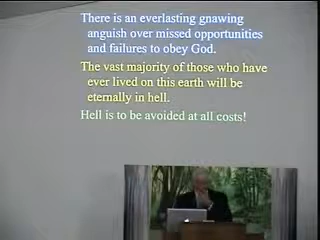 There is an everlasting gnawing
anguish over missed opportunities
and failures to obey God.
The vast majority of those who have
ever lived on this earth will be
eternally in hell.
Hell is to be avoided at all costs!